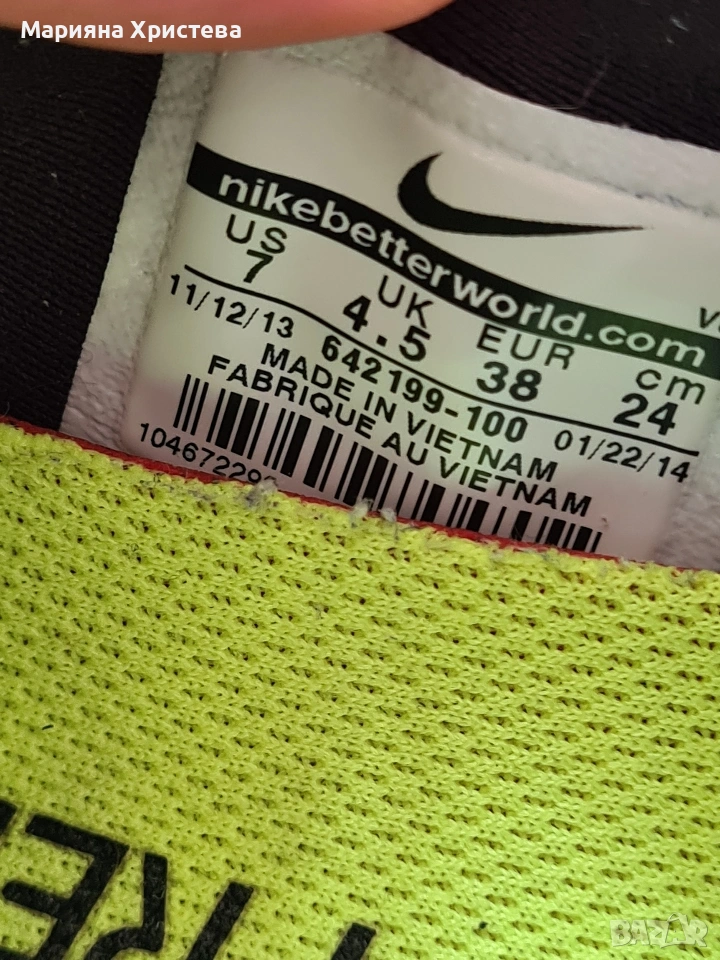 Марияна Христева
nikebetterworld.com
US UK EUR cm
7 4.5 38 24
11/12/13 642199-100 01/22/14
MADE IN VIETNAM
FABRIQUE AU VIETNAM
BAZAR